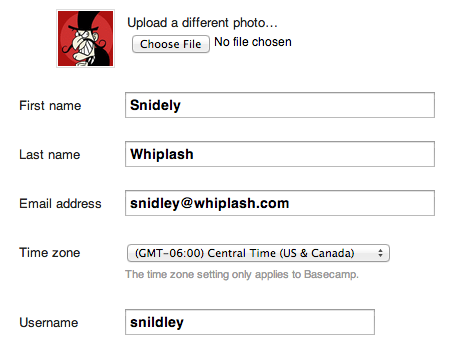 Upload a different photo...
Choose File No file chosen
First name Snidely
Last name Whiplash
Email address snidley@whiplash.com
Time zone (GMT-06:00) Central Time (US & Canada)
The time zone setting only applies to Basecamp.
Username snildley